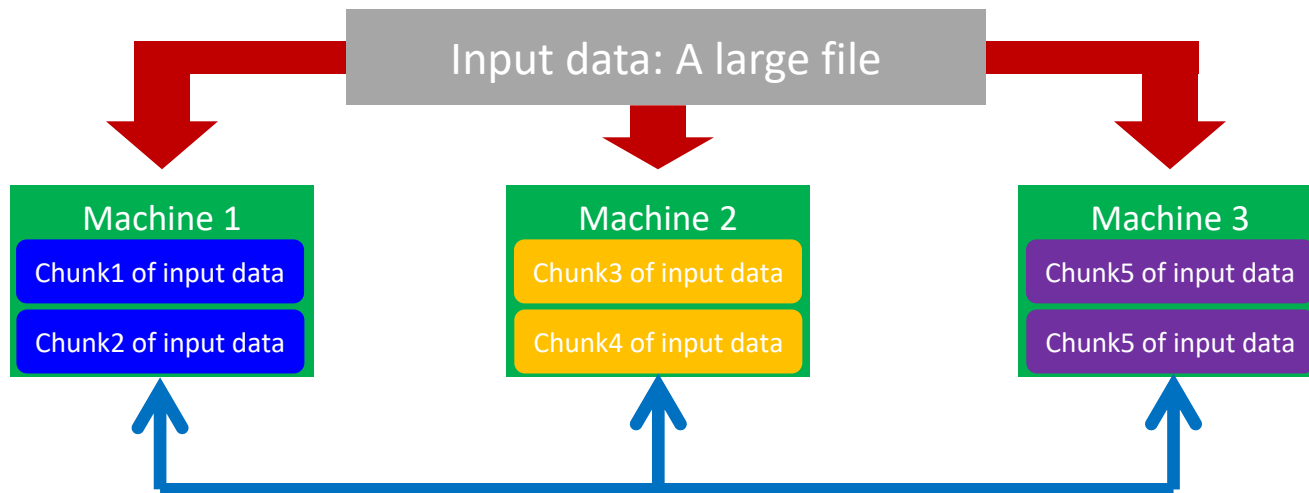 Input data: A large file
Machine 1
Chunk1 of input data
Chunk2 of input data
Machine 2
Chunk3 of input data
Chunk4 of input data
Machine 3
Chunk5 of input data
Chunk5 of input data